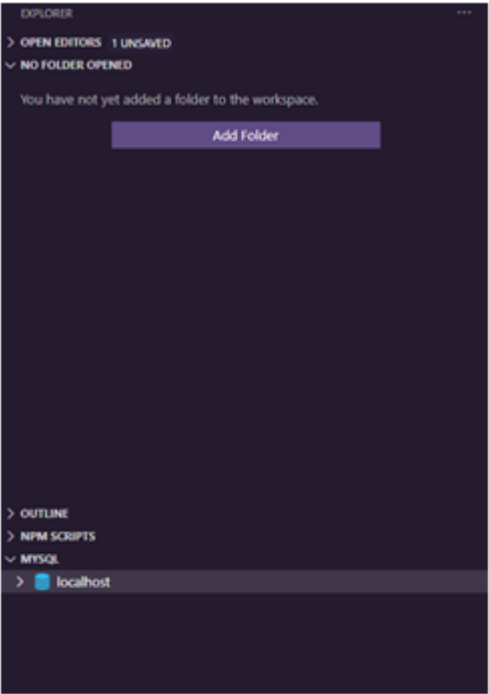 EXPLORER
OPEN EDITORS 1 UNSAVED
NO FOLDER OPENED
You have not yet added a folder to the workspace.
Add Folder
OUTLINE
NPM SCRIPTS
MYSQL
localhost